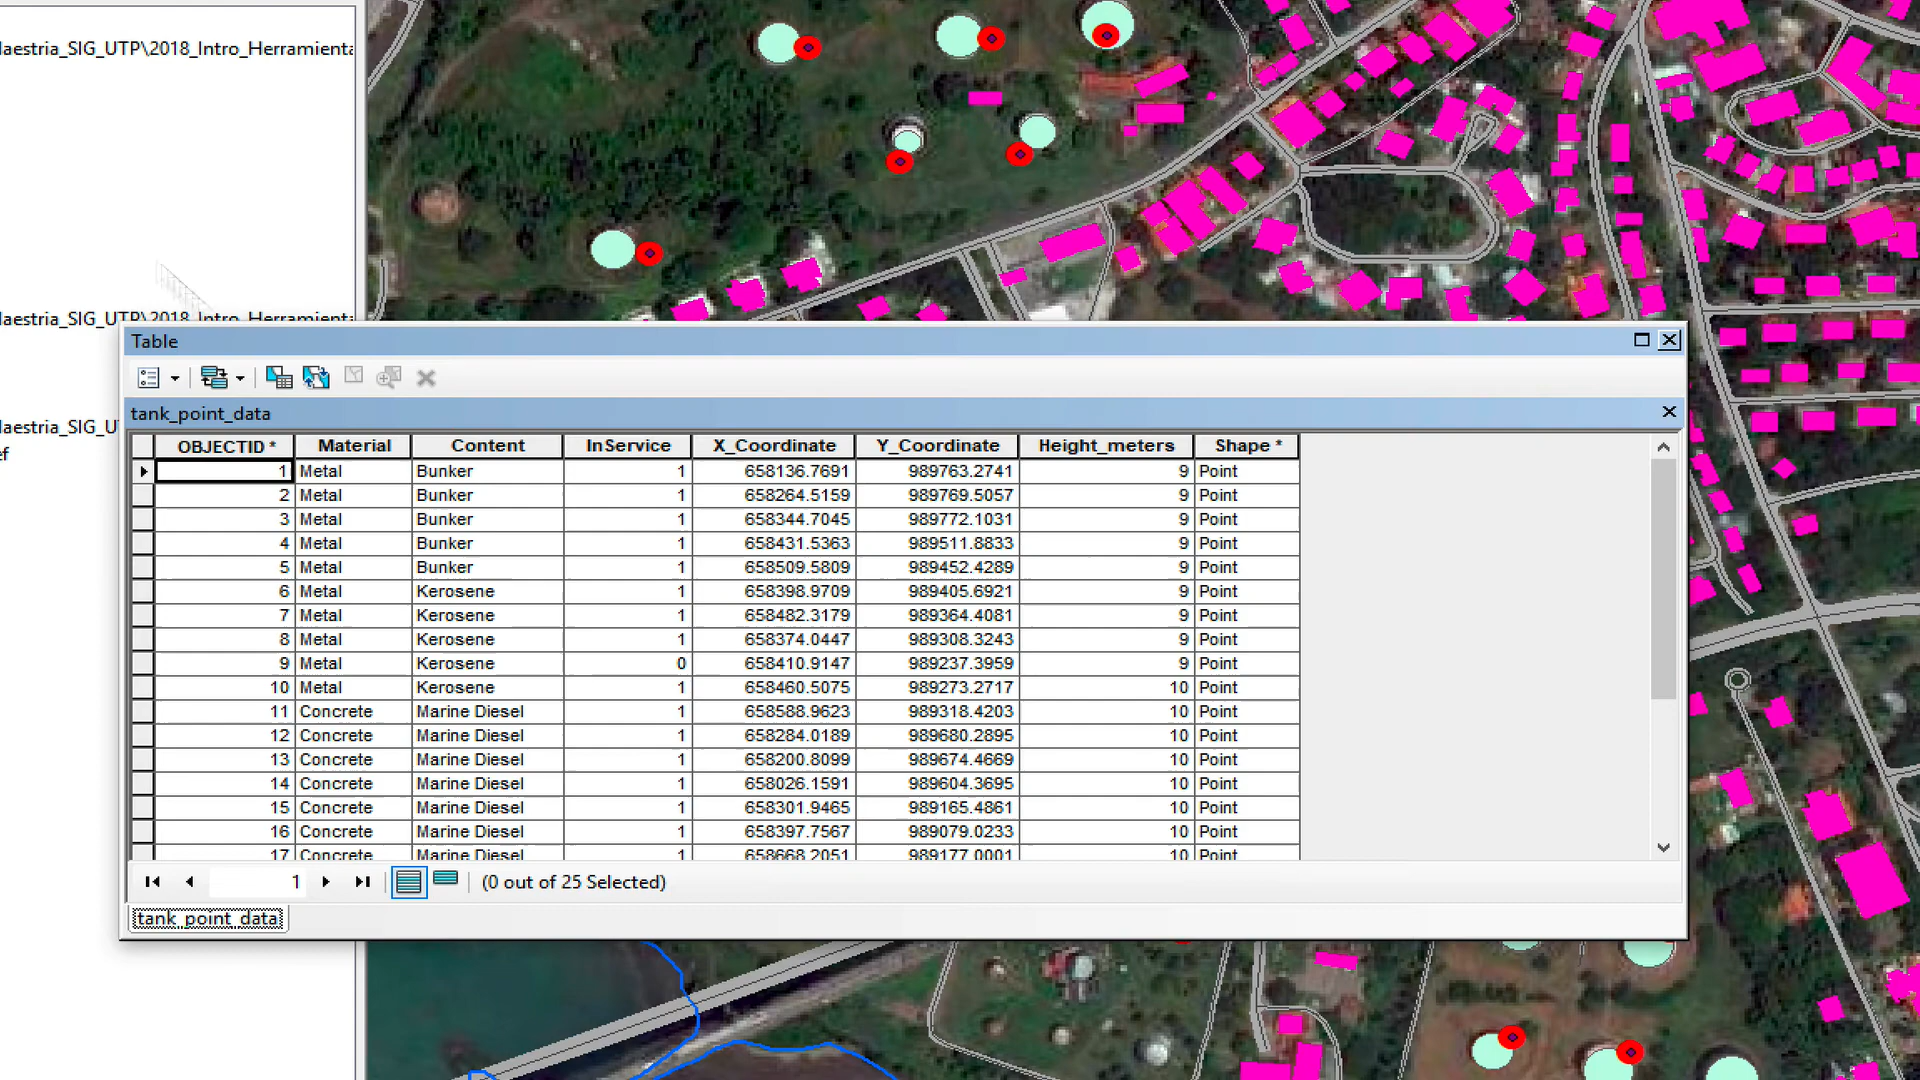 laestria_SIG_UTP\2018_Intro_Herramienta
laestria_SIG_UTP\2018_Intro_Herramienta
laestria_SIG_U
ef
Table
tank_point_data
OBJECTID * Material Content InService X_Coordinate Y_Coordinate Height_meters Shape *
1 Metal Bunker 1 658136.7691 989763.2741 9 Point
2 Metal Bunker 1 658264.5159 989769.5057 9 Point
3 Metal Bunker 1 658344.7045 989772.1031 9 Point
4 Metal Bunker 1 658431.5363 989511.8833 9 Point
5 Metal Bunker 1 658509.5809 989452.4289 9 Point
6 Metal Kerosene 1 658398.9709 989405.6921 9 Point
7 Metal Kerosene 1 658482.3179 989364.4081 9 Point
8 Metal Kerosene 1 658374.0447 989308.3243 9 Point
9 Metal Kerosene 0 658410.9147 989237.3959 9 Point
10 Metal Kerosene 1 658460.5075 989273.2717 10 Point
11 Concrete Marine Diesel 1 658588.9623 989318.4203 10 Point
12 Concrete Marine Diesel 1 658284.0189 989680.2895 10 Point
13 Concrete Marine Diesel 1 658200.8099 989674.4669 10 Point
14 Concrete Marine Diesel 1 658026.1591 989604.3695 10 Point
15 Concrete Marine Diesel 1 658301.9465 989165.4861 10 Point
16 Concrete Marine Diesel 1 658397.7567 989079.0233 10 Point
17 Concrete Marine Diesel 1 658668.2051 989177.0001 10 Point
1 (0 out of 25 Selected)
tank_point_data